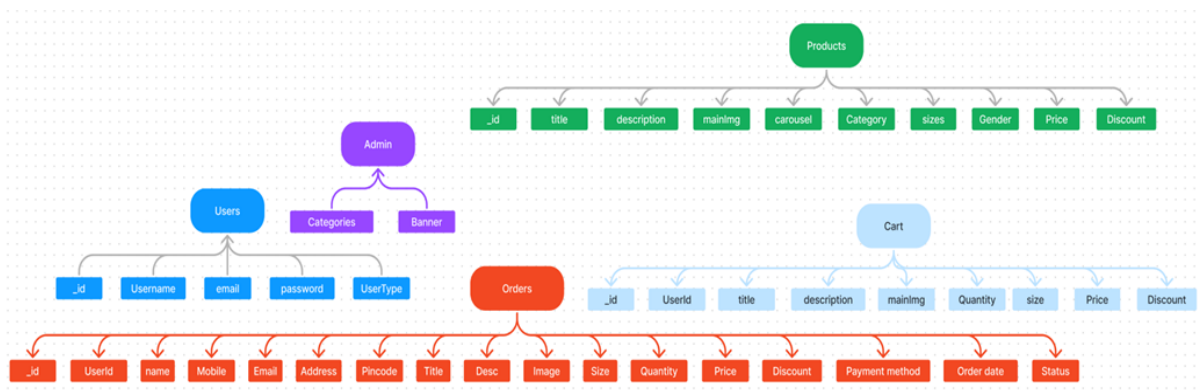 Products
_id title description mainImg carousel Category sizes Gender Price Discount
Admin
Categories Banner
Users
_id Username email password UserType
Cart
_id UserId title description mainImg Quantity size Price Discount
Orders
_id UserId name Mobile Email Address Pincode Title Desc Image Size Quantity Price Discount Payment method Order date Status